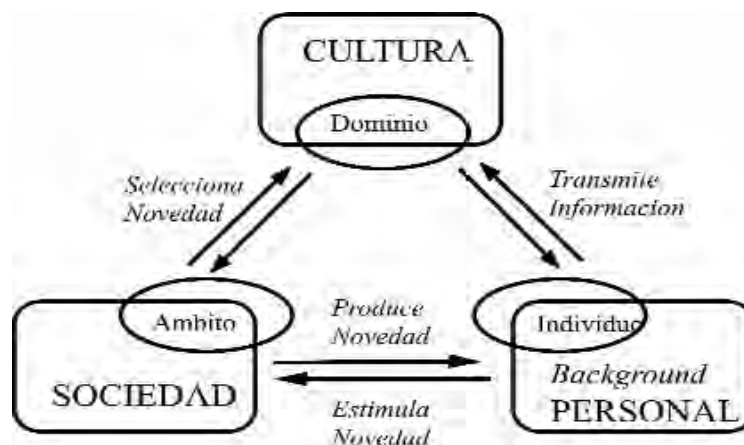 CULTURA
Dominio
Selecciona
Novedad
Transmite
Informacion
Ambito
Produce
Novedad
Individuo
SOCIEDAD
Background
PERSONAL
Estimula
Novedad